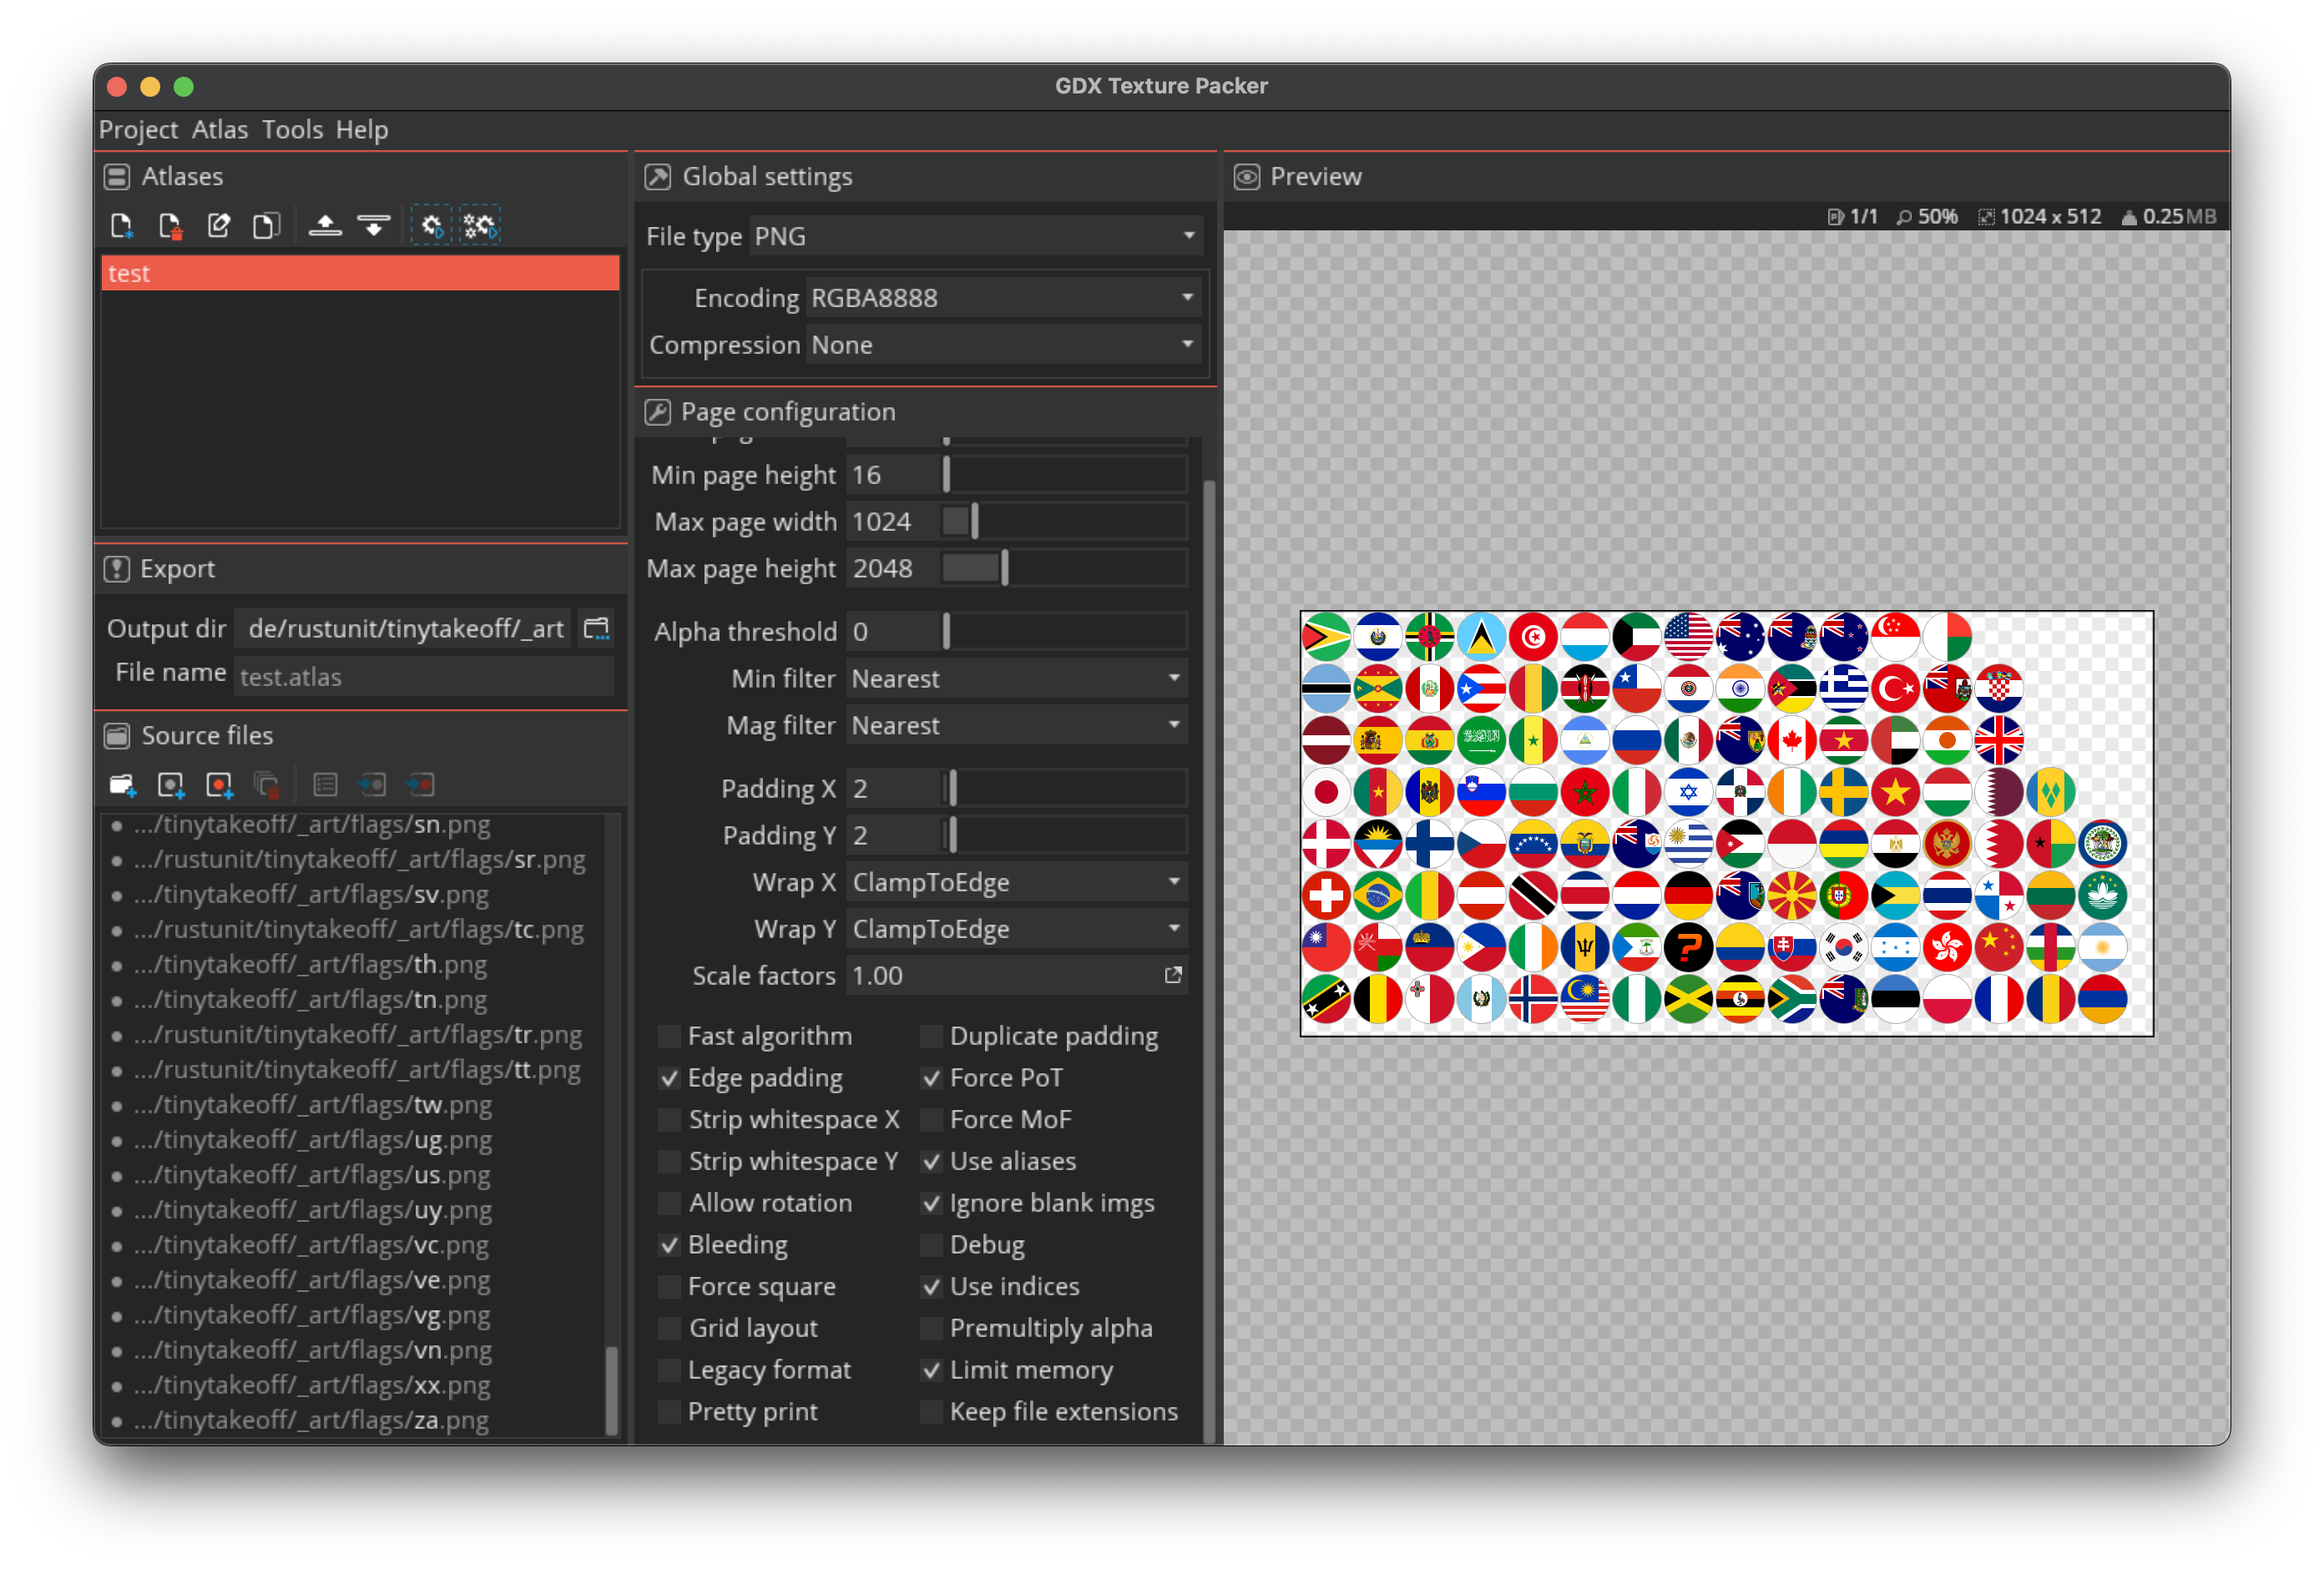 GDX Texture Packer
Project Atlas Tools Help
Atlases
test
Export
Output dir de/rustunit/tinytakeoff/_art
File name test.atlas
Source files
.../tinytakeoff/_art/flags/sn.png
.../rustunit/tinytakeoff/_art/flags/sr.png
.../tinytakeoff/_art/flags/sv.png
.../rustunit/tinytakeoff/_art/flags/tc.png
.../tinytakeoff/_art/flags/th.png
.../tinytakeoff/_art/flags/tn.png
.../rustunit/tinytakeoff/_art/flags/tr.png
.../rustunit/tinytakeoff/_art/flags/tt.png
.../tinytakeoff/_art/flags/tw.png
.../tinytakeoff/_art/flags/ug.png
.../tinytakeoff/_art/flags/us.png
.../tinytakeoff/_art/flags/uy.png
.../tinytakeoff/_art/flags/vc.png
.../tinytakeoff/_art/flags/ve.png
.../tinytakeoff/_art/flags/vg.png
.../tinytakeoff/_art/flags/vn.png
.../tinytakeoff/_art/flags/xx.png
.../tinytakeoff/_art/flags/za.png
Global settings
File type PNG
Encoding RGBA8888
Compression None
Page configuration
Min page height 16
Max page width 1024
Max page height 2048
Alpha threshold 0
Min filter Nearest
Mag filter Nearest
Padding X 2
Padding Y 2
Wrap X ClampToEdge
Wrap Y ClampToEdge
Scale factors 1.00
Fast algorithm Duplicate padding
Edge padding Force PoT
Strip whitespace X Force MoF
Strip whitespace Y Use aliases
Allow rotation Ignore blank imgs
Bleeding Debug
Force square Use indices
Grid layout Premultiply alpha
Legacy format Limit memory
Pretty print Keep file extensions
Preview
1/1 50% 1024 x 512 0.25 MB
?